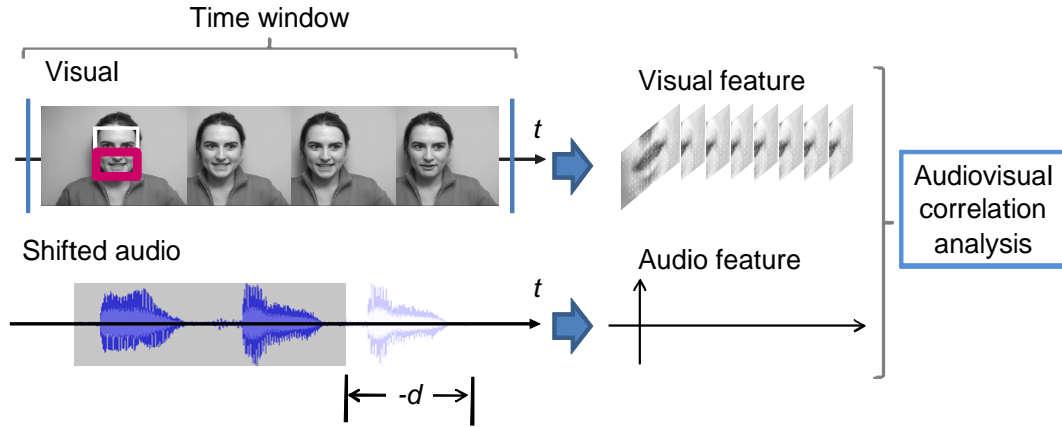 Time window
Visual
t
Visual feature
Audiovisual
correlation
analysis
Shifted audio
t
Audio feature
-d